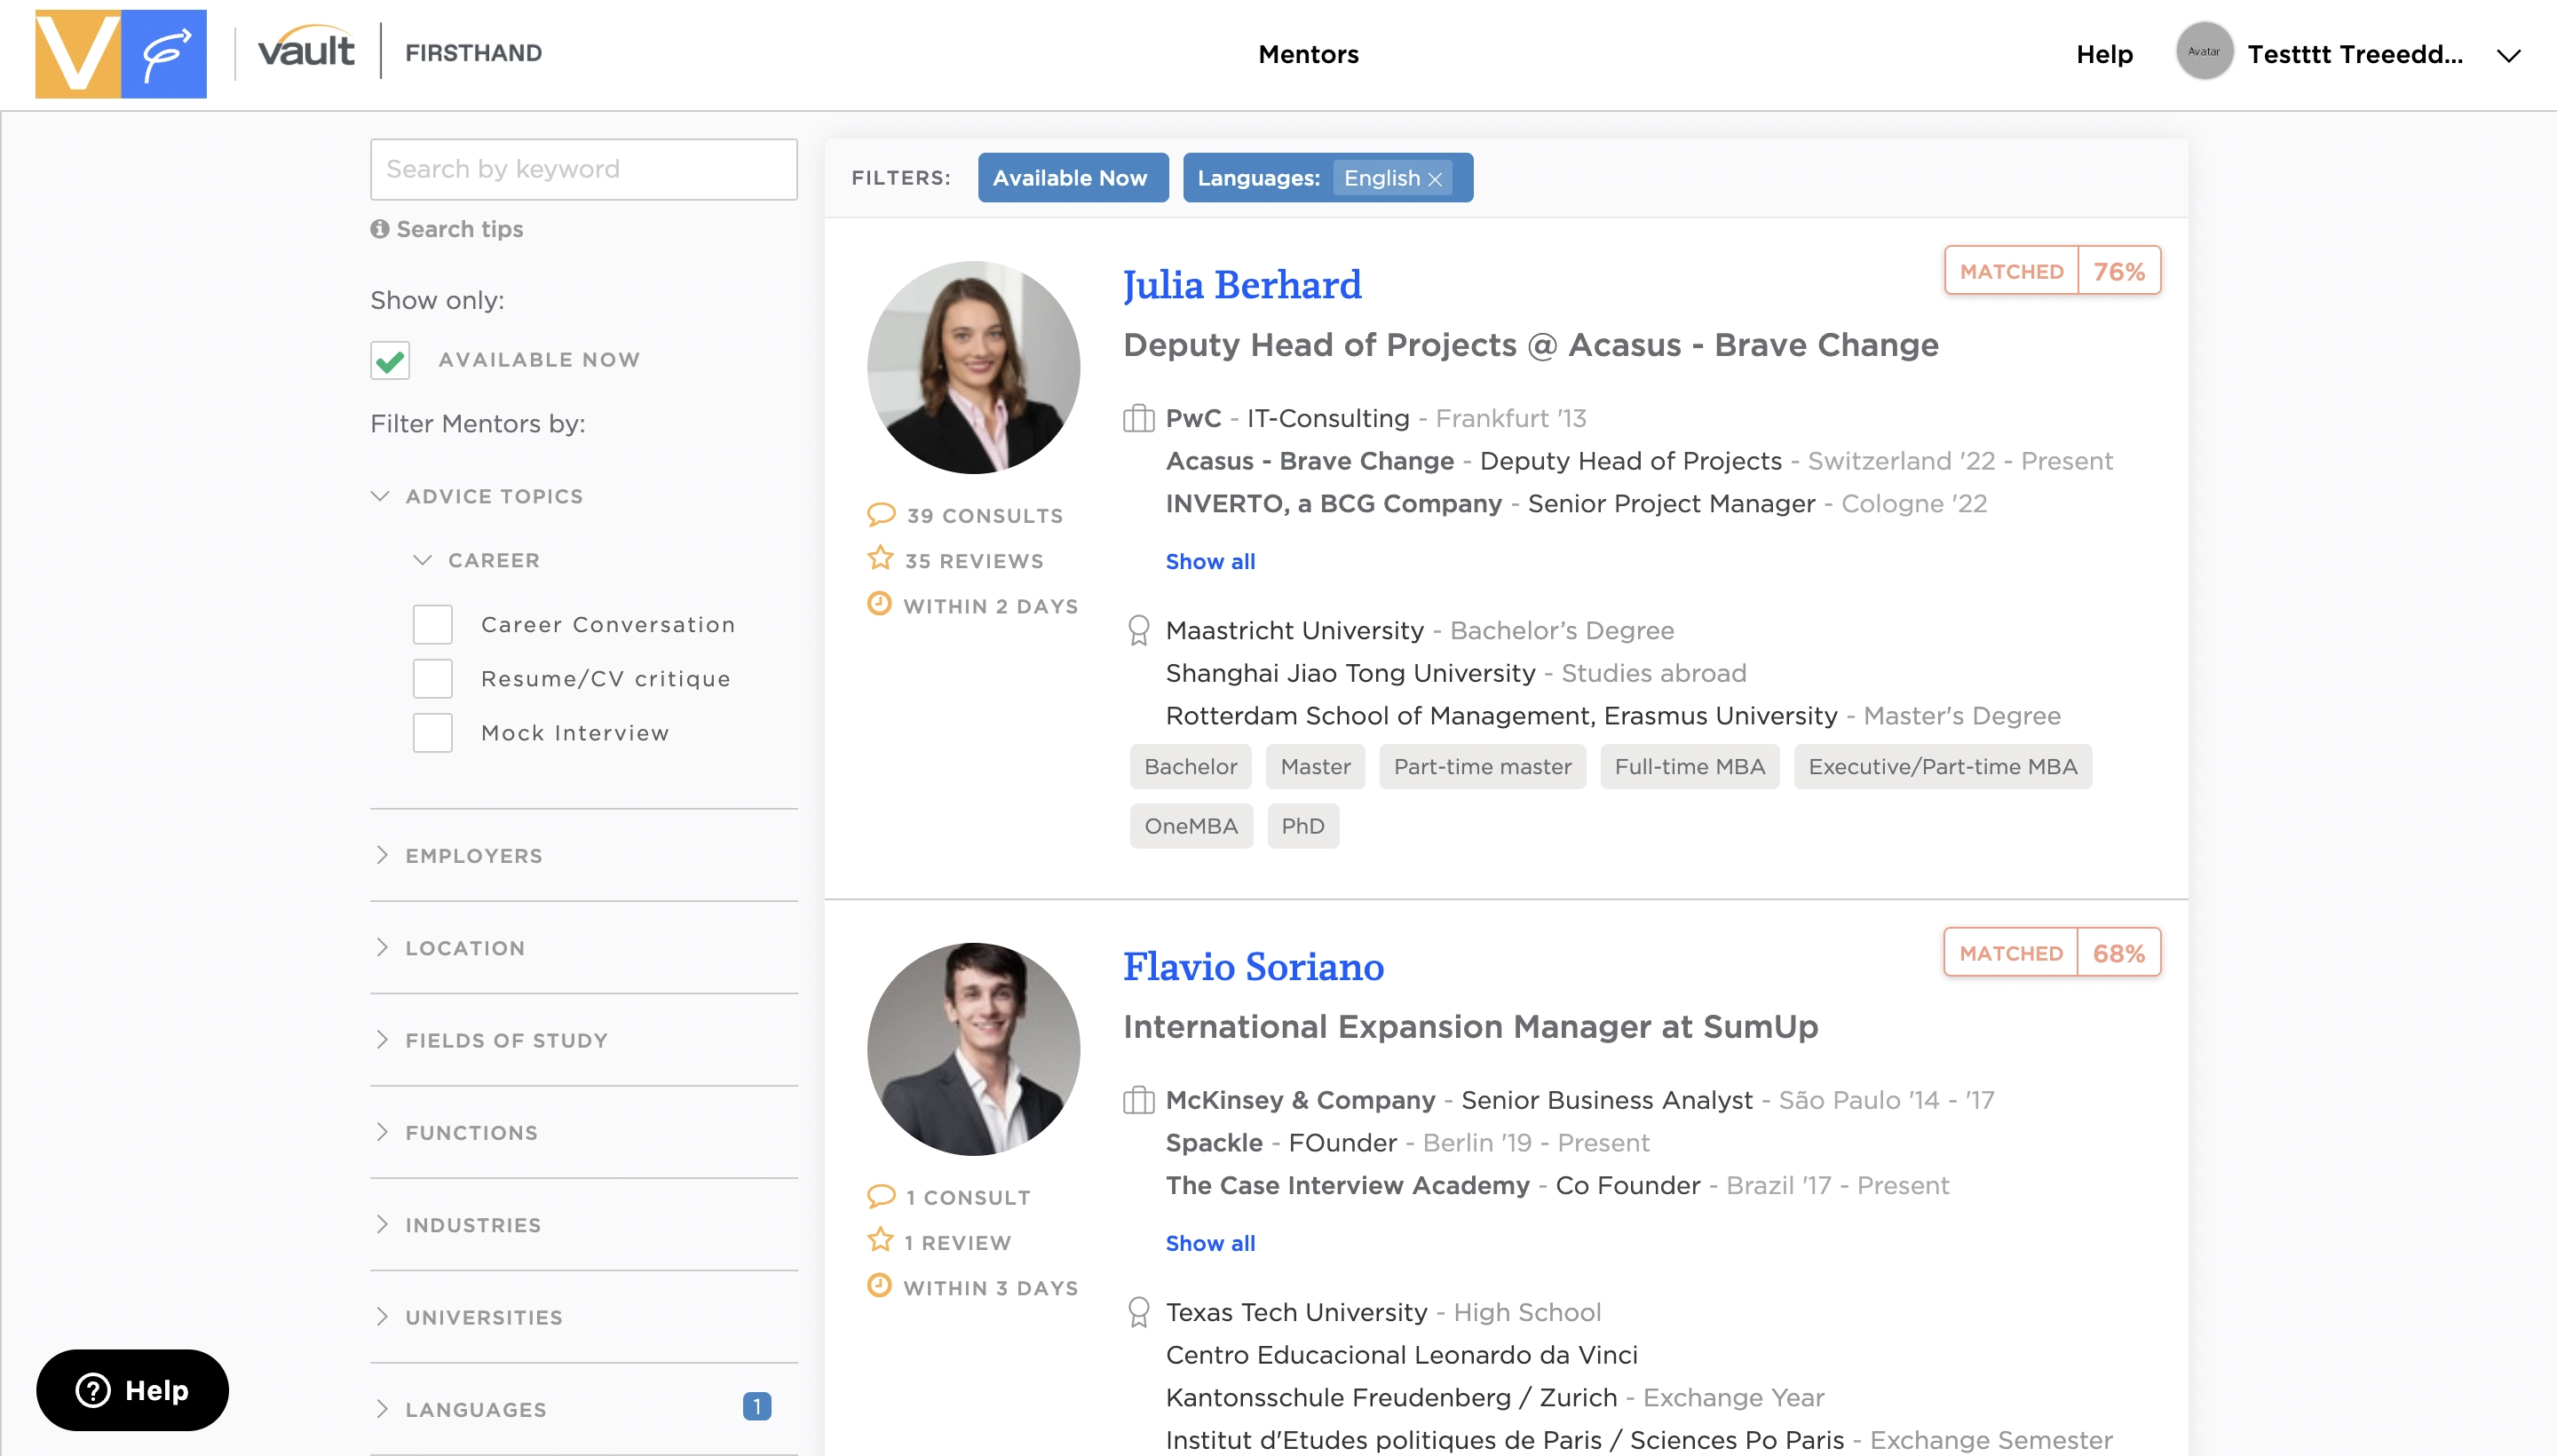 vault
FIRSTHAND
Mentors
Help
Avatar
Testttt Treeedd...
Search by keyword
Search tips
Show only:
AVAILABLE NOW
Filter Mentors by:
ADVICE TOPICS
CAREER
Career Conversation
Resume/CV critique
Mock Interview
EMPLOYERS
LOCATION
FIELDS OF STUDY
FUNCTIONS
INDUSTRIES
UNIVERSITIES
LANGUAGES 1
Help
FILTERS: Available Now Languages: English
Julia Berhard
MATCHED 76%
Deputy Head of Projects @ Acasus - Brave Change
PwC - IT-Consulting - Frankfurt '13
Acasus - Brave Change - Deputy Head of Projects - Switzerland '22 - Present
INVERTO, a BCG Company - Senior Project Manager - Cologne '22
Show all
39 CONSULTS
35 REVIEWS
WITHIN 2 DAYS
Maastricht University - Bachelor’s Degree
Shanghai Jiao Tong University - Studies abroad
Rotterdam School of Management, Erasmus University - Master's Degree
Bachelor Master Part-time master Full-time MBA Executive/Part-time MBA
OneMBA PhD
Flavio Soriano
MATCHED 68%
International Expansion Manager at SumUp
McKinsey & Company - Senior Business Analyst - São Paulo '14 - '17
Spackle - FOunder - Berlin '19 - Present
The Case Interview Academy - Co Founder - Brazil '17 - Present
Show all
1 CONSULT
1 REVIEW
WITHIN 3 DAYS
Texas Tech University - High School
Centro Educacional Leonardo da Vinci
Kantonsschule Freudenberg / Zurich - Exchange Year
Institut d'Etudes politiques de Paris / Sciences Po Paris - Exchange Semester